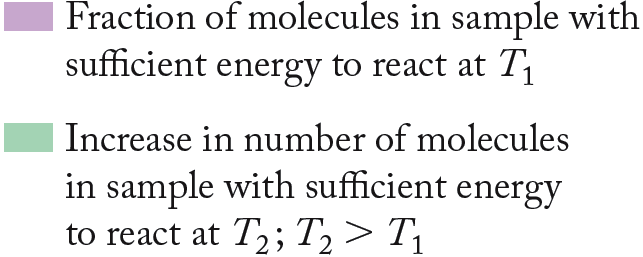 Fraction of molecules in sample with
sufficient energy to react at T₁
Increase in number of molecules
in sample with sufficient energy
to react at T₂; T₂ > T₁